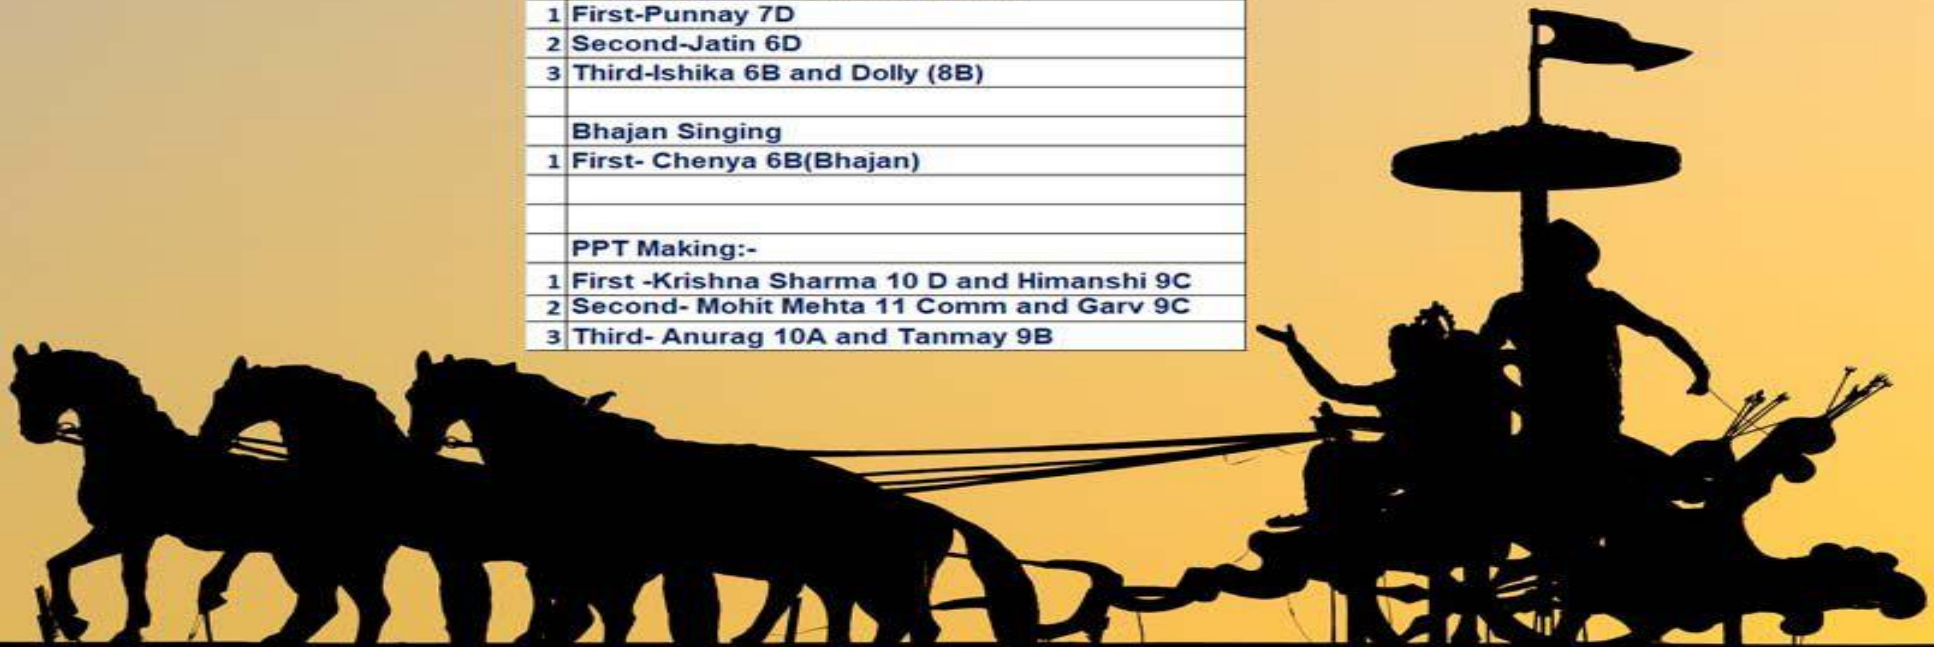 1 First-Punnay 7D
2 Second-Jatin 6D
3 Third-Ishika 6B and Dolly (8B)
Bhajan Singing
1 First- Chenya 6B(Bhajan)
PPT Making:-
1 First -Krishna Sharma 10 D and Himanshi 9C
2 Second- Mohit Mehta 11 Comm and Garv 9C
3 Third- Anurag 10A and Tanmay 9B